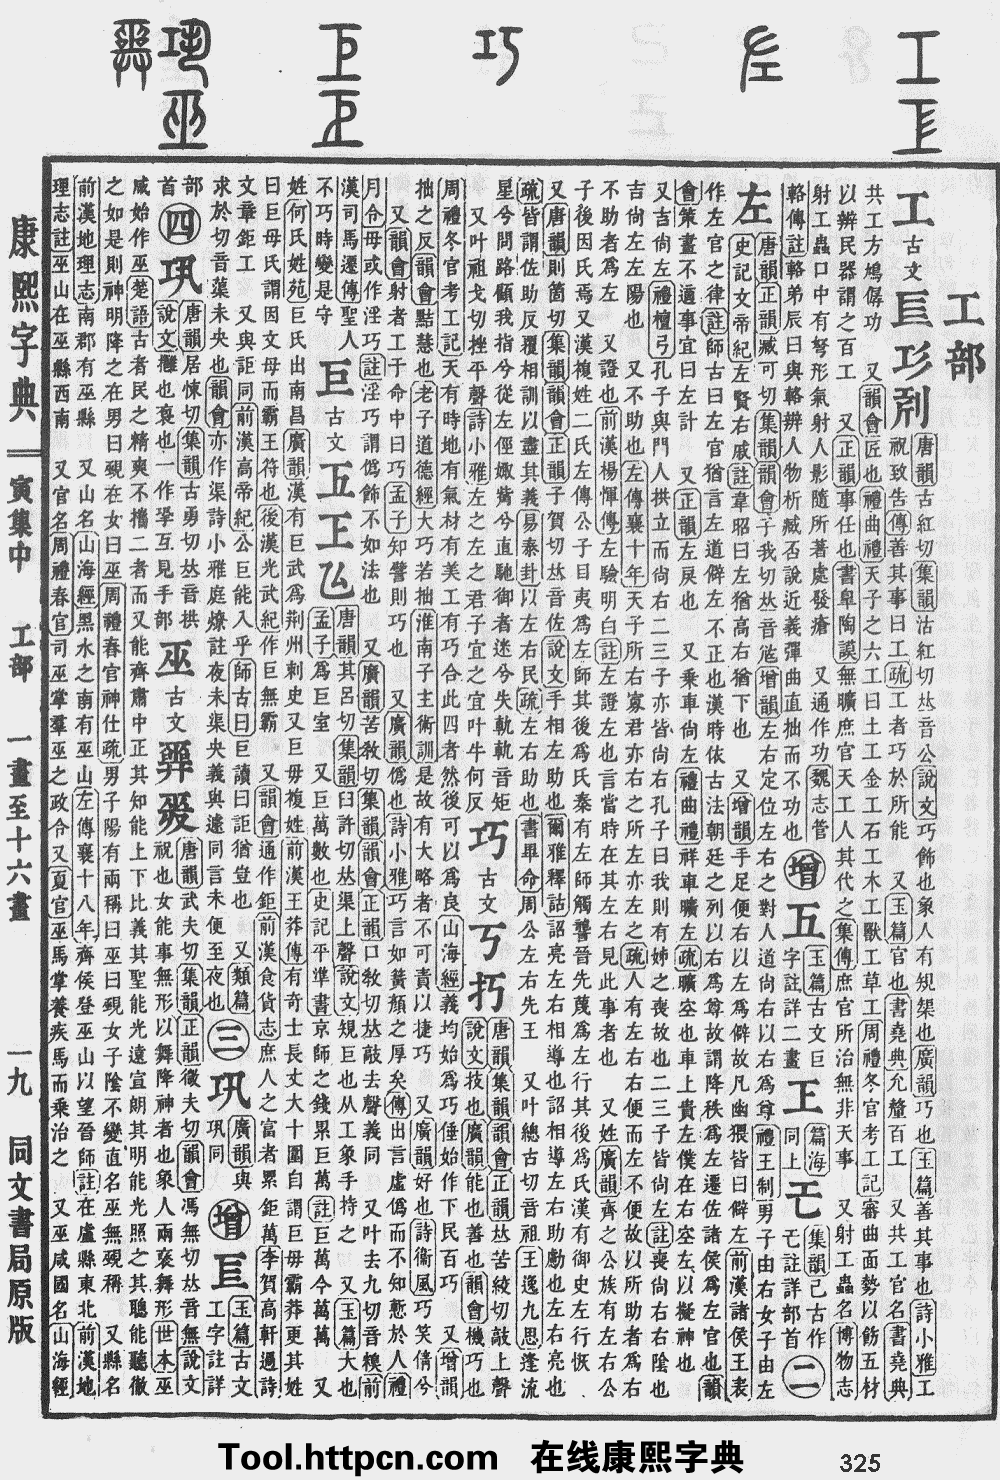 工部
工 古文 𢒄 㓛
唐韻古紅切集韻沽紅切𠀤音公說文巧飾也象人有規榘也廣韻巧也玉篇善其事也詩小雅工
祝致告傳善其事曰工疏工者巧於所能 又玉篇官也書堯典允釐百工 又共工官名書堯典
共工方鳩僝功 又韻會匠也禮曲禮天子之六工曰土工金工石工木工獸工草工周禮冬官考工記審曲面勢以飭五材
以辨民器謂之百工 又正韻事任也書臯陶謨無曠庶官天工人其代之集傳庶官所治無非天事 又射工蟲名博物志
射工蟲口中有弩形氣射人影隨所著處發瘡 又通作功魏志管
輅傳註輅弟辰曰與輅辨人物析臧否說近義彈曲直拙而不功也 增 玉篇古文巨字註詳二畫 篇海同上 集韻己古作 註詳部首 二
左
唐韻正韻臧可切集韻韻會子我切𠀤音𨀥增韻左右定位左右之對人道尚右以右爲尊禮王制男子由右女子由左
史記文帝紀左賢右戚註韋昭曰左猶高右猶下也 又增韻手足便右以左爲僻故凡幽猥皆曰僻左前漢諸侯王表
作左官之律註師古曰左官猶言左道僻左不正也漢時依古法朝廷之列以右爲尊故謂降秩爲左遷佐諸侯爲左官也韻
會策畫不適事宜曰左計 又正韻左戾也 又乗車尚左禮曲禮祥車曠左疏曠空也車上貴左僕在右空左以擬神也
又吉尚左禮檀弓孔子與門人拱立而尚右二三子亦皆尚右孔子曰我則有姊之喪故也二三子皆尚左註喪尚右右陰也
吉尚左左陽也 又不助也左傳襄十年天子所右寡君亦右之所左亦左之疏人有左右右便而左不便故以所助者爲右
不助者爲左 又證也前漢楊惲傳左驗明白註左證左也言當時在其左右見此事者也 又姓廣韻齊之公族有左右公
子後因氏焉又漢複姓二氏左傳公子目夷爲左師其後爲氏秦有左師觸讋晉先蔑爲左行其後爲氏漢有御史左行恢
又唐韻則箇切集韻韻會正韻子賀切𠀤音佐說文手相左助也爾雅釋詁詔亮左右相導也詔相導左右助勴也左右亮也
疏皆謂佐助反覆相訓以盡其義易泰卦以左右民疏左右助也書畢命周公左右先王 又叶總古切音祖王逸九思逢流
星兮問路顧我指兮從左俓娵觜兮直馳御者迷兮失軌軌音矩
又叶祖戈切挫平聲詩小雅左之左之君子宜之宜叶牛何反
巧 古文 丂
唐韻集韻韻會正韻𠀤苦絞切敲上聲說文技也廣韻能也善也韻會機巧也
周禮冬官考工記天有時地有氣材有美工有巧合此四者然後可以爲良山海經義均始爲巧倕始作下民百巧 又增韻
拙之反韻會點慧也老子道德經大巧若拙淮南子主術訓是故有大略者不可責以捷巧 又廣韻好也詩衞風巧笑倩兮
又韻會射者工于命中曰巧孟子知譬則巧也 又廣韻僞也詩小雅巧言如簧顏之厚矣傳出言虛僞而不知慙於人禮
月令毋或作淫巧註淫巧謂僞飾不如法也 又廣韻苦敎切集韻韻會正韻口敎切𠀤敲去聲義同 又叶去九切音糗前
漢司馬遷傳聖人不巧時變是守
巨 古文
唐韻其呂切集韻臼許切𠀤渠上聲說文規巨也从工象手持之 又玉篇大也
孟子爲巨室 又巨萬數也史記平準書京師之錢累巨萬註巨萬今萬萬 又
姓何氏姓苑巨氏出南昌廣韻漢有巨武爲荆州刺史又巨毋複姓前漢王莽傳有奇士長丈大十圍自謂巨毋霸莽更其姓
曰巨母氏謂因文母而霸王符也後漢光武紀作巨無霸 又韻會通作鉅前漢食貨志庶人之富者累鉅萬李賀高軒過詩
文章鉅工 又與詎同前漢高帝紀公巨能入乎師古曰巨讀曰詎猶豈也 又類篇
求於切音蕖未央也韻會亦作渠詩小雅庭燎註夜未渠央義與遽同言未便至夜也 三 巩 廣韻與巩同 增 玉篇古文工字註詳
部首 四
巩
唐韻居悚切集韻古勇切𠀤音拱
說文攤也褒也一作㧬互見手部
巫 古文 𢍮
唐韻武夫切集韻正韻微夫切韻會馮無切𠀤音無說文
祝也女能事無形以舞降神者也象人兩褎舞形世本巫
咸始作巫楚語古者民之精爽不攜二者而又能齊肅中正其知能上下比義其聖能光遠宣朗其明能光照之其聰能聽徹
之如是則神明降之在男曰覡在女曰巫周禮春官神仕疏男子陽有兩稱曰巫曰覡女子陰不變直名巫無覡稱 又縣名
前漢地理志南郡有巫縣 又山名山海經黑水之南有巫山左傳襄十八年齊侯登巫山以望晉師註在盧縣東北前漢地
理志註巫山在巫縣西南 又官名周禮春官司巫掌羣巫之政令又夏官巫馬掌養疾馬而乗治之 又巫咸國名山海經
康熙字典 寅集中 工部 一畫至十六畫 一九 同文書局原版
Tool.httpcn.com 在线康熙字典 325